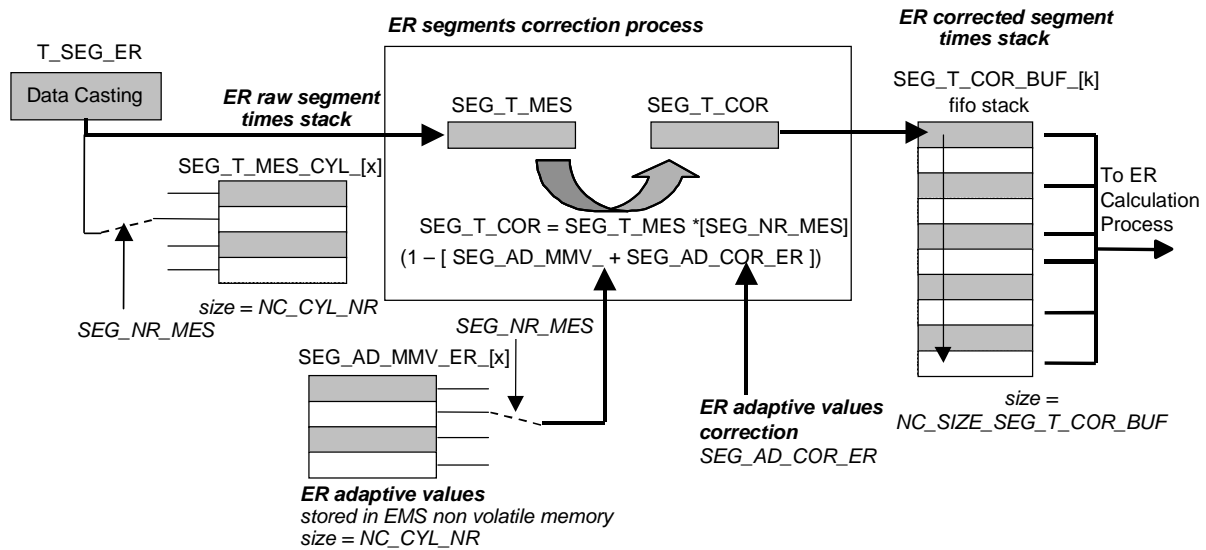 ER segments correction process
ER corrected segment
times stack
T_SEG_ER
Data Casting
ER raw segment
times stack
SEG_T_MES
SEG_T_COR
SEG_T_COR_BUF_[k]
fifo stack
SEG_T_MES_CYL_[x]
To ER
Calculation
Process
SEG_T_COR = SEG_T_MES *[SEG_NR_MES]
(1 – [ SEG_AD_MMV_ + SEG_AD_COR_ER ])
size = NC_CYL_NR
SEG_NR_MES
SEG_NR_MES
SEG_AD_MMV_ER_[x]
ER adaptive values
correction
SEG_AD_COR_ER
size =
NC_SIZE_SEG_T_COR_BUF
ER adaptive values
stored in EMS non volatile memory
size = NC_CYL_NR